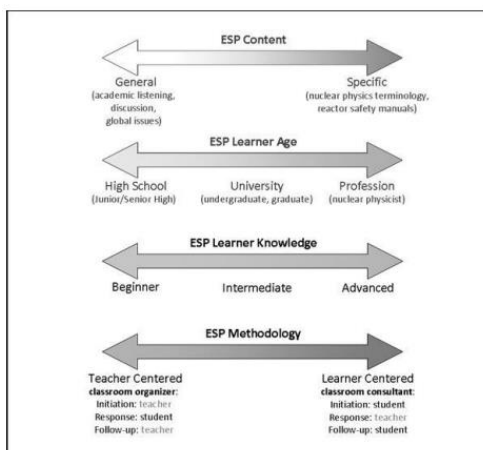 ESP Content
General Specific
(academic listening, (nuclear physics terminology,
discussion, reactor safety manuals)
global issues)
ESP Learner Age
High School University Profession
(Junior/Senior High) (undergraduate, graduate) (nuclear physicist)
ESP Learner Knowledge
Beginner Intermediate Advanced
ESP Methodology
Teacher Centered Learner Centered
classroom organizer: classroom consultant:
Initiation: teacher Initiation: student
Response: student Response: teacher
Follow-up: teacher Follow-up: student